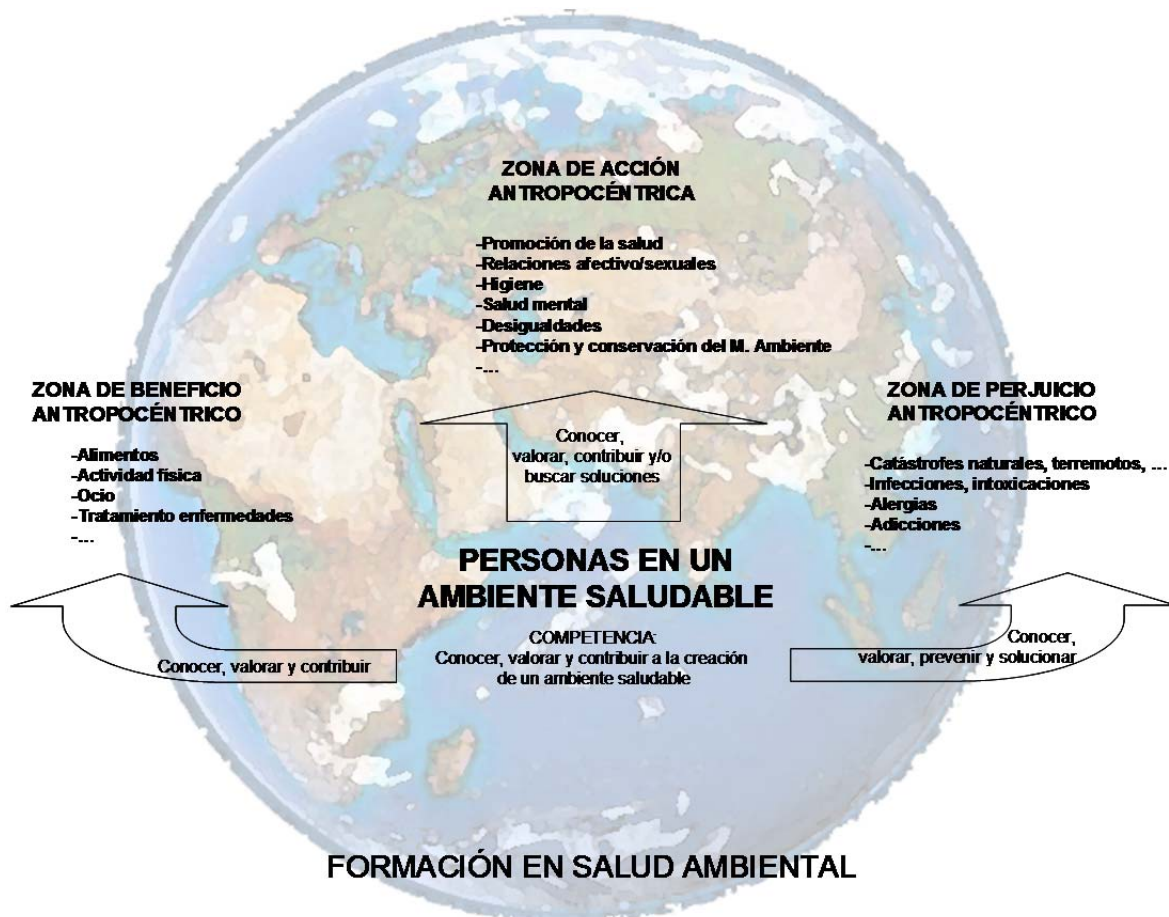 ZONA DE ACCIÓN
ANTROPOCÉNTRICA
-Promoción de la salud
-Relaciones afectivo/sexuales
-Higiene
-Salud mental
-Desigualdades
-Protección y conservación del M. Ambiente
-...
ZONA DE BENEFICIO
ANTROPOCÉNTRICO
-Alimentos
-Actividad física
-Ocio
-Tratamiento enfermedades
-...
ZONA DE PERJUICIO
ANTROPOCÉNTRICO
-Catástrofes naturales, terremotos, ...
-Infecciones, intoxicaciones
-Alergias
-Adicciones
-...
Conocer,
valorar, contribuir y/o
buscar soluciones
PERSONAS EN UN
AMBIENTE SALUDABLE
COMPETENCIA:
Conocer, valorar y contribuir a la creación
de un ambiente saludable
Conocer, valorar y contribuir
Conocer,
valorar, prevenir y solucionar
FORMACIÓN EN SALUD AMBIENTAL